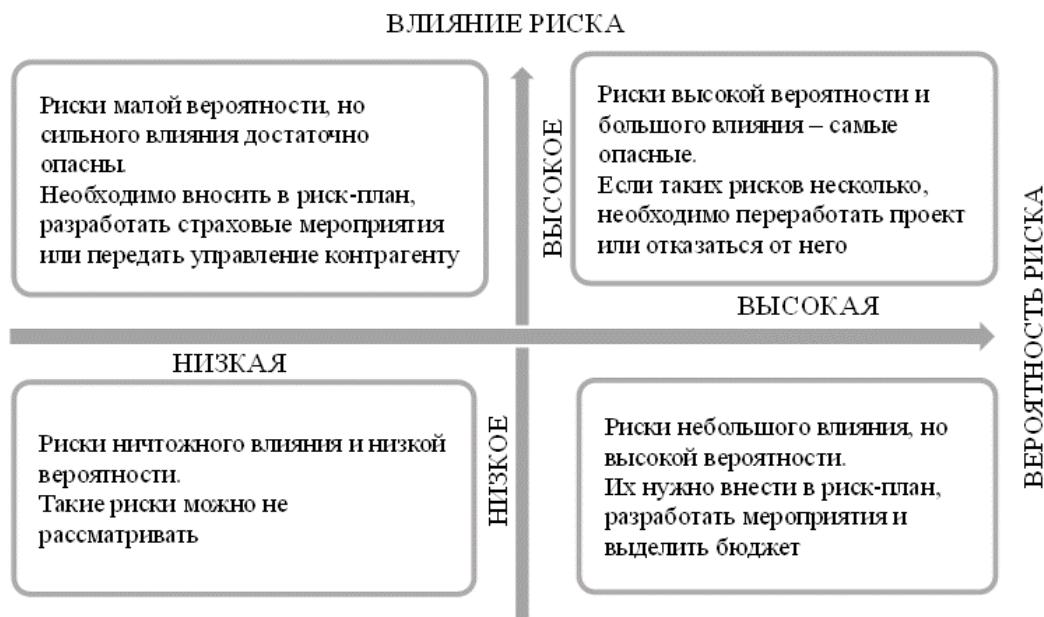 ВЛИЯНИЕ РИСКА
Риски малой вероятности, но
сильного влияния достаточно
опасны.
Необходимо вносить в риск-план,
разработать страховые мероприятия
или передать управление контрагенту
ВЫСОКОЕ
Риски высокой вероятности и
большого влияния – самые
опасные.
Если таких рисков несколько,
необходимо переработать проект
или отказаться от него
ВЕРОЯТНОСТЬ РИСКА
ВЫСОКАЯ
НИЗКАЯ
Риски ничтожного влияния и низкой
вероятности.
Такие риски можно не
рассматривать
НИЗКОЕ
Риски небольшого влияния, но
высокой вероятности.
Их нужно внести в риск-план,
разработать мероприятия и
выделить бюджет